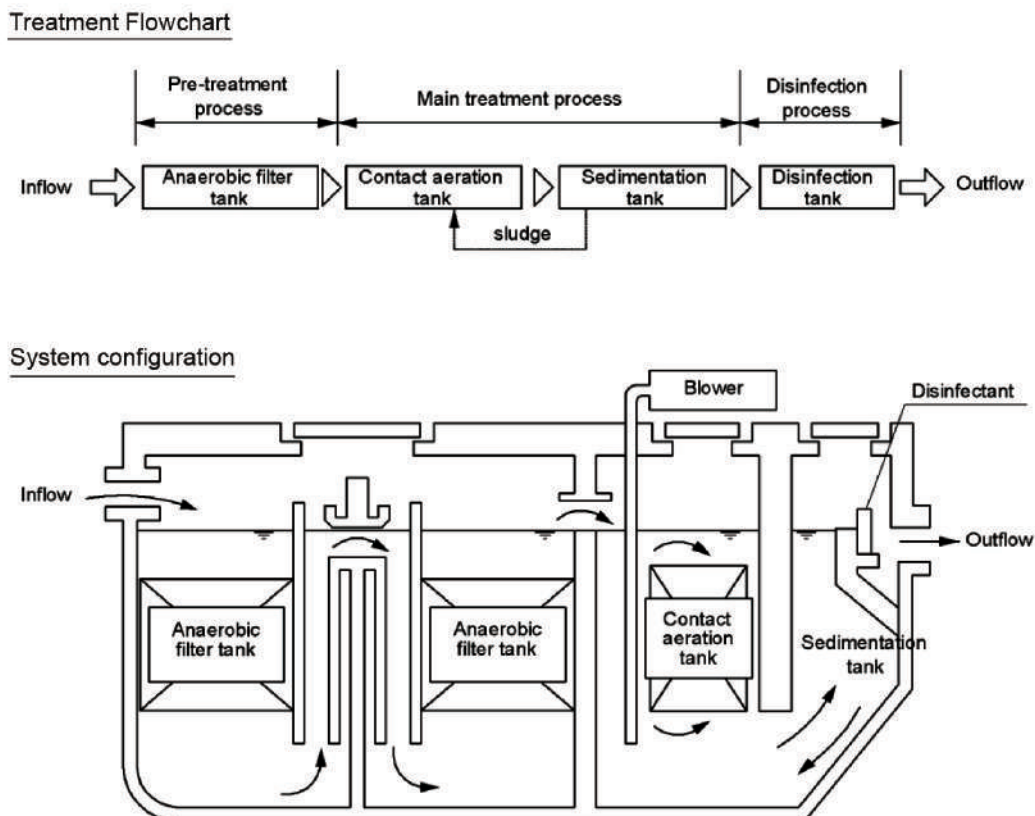 Treatment Flowchart
Pre-treatment
process
Main treatment process
Disinfection
process
Inflow
Anaerobic filter
tank
Contact aeration
tank
Sedimentation
tank
Disinfection
tank
Outflow
sludge
System configuration
Blower
Disinfectant
Inflow
Outflow
Anaerobic
filter tank
Anaerobic
filter tank
Contact
aeration
tank
Sedimentation
tank